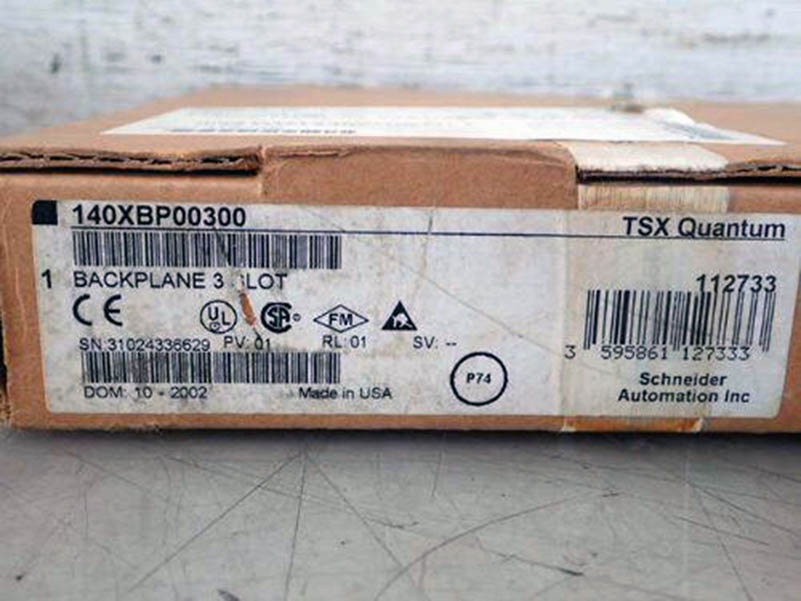 140XBP00300
TSX Quantum
1 BACKPLANE 3 SLOT
112733
CE
UL
SA
FM
SN:31024336629 PV: 01 RL: 01 SV: --
3 595861 127333
P74
DOM: 10 - 2002 Made in USA
Schneider
Automation Inc